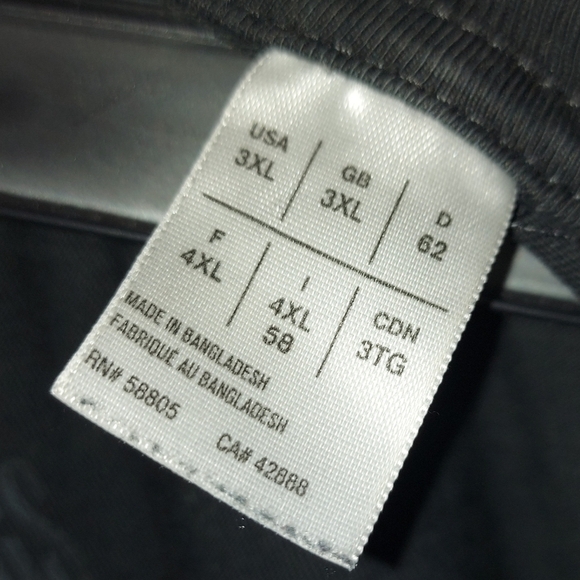 USA GB D
3XL 3XL 62
F I CDN
4XL 4XL 3TG
58
MADE IN BANGLADESH
FABRIQUÉ AU BANGLADESH
RN# 58805 CA# 42888